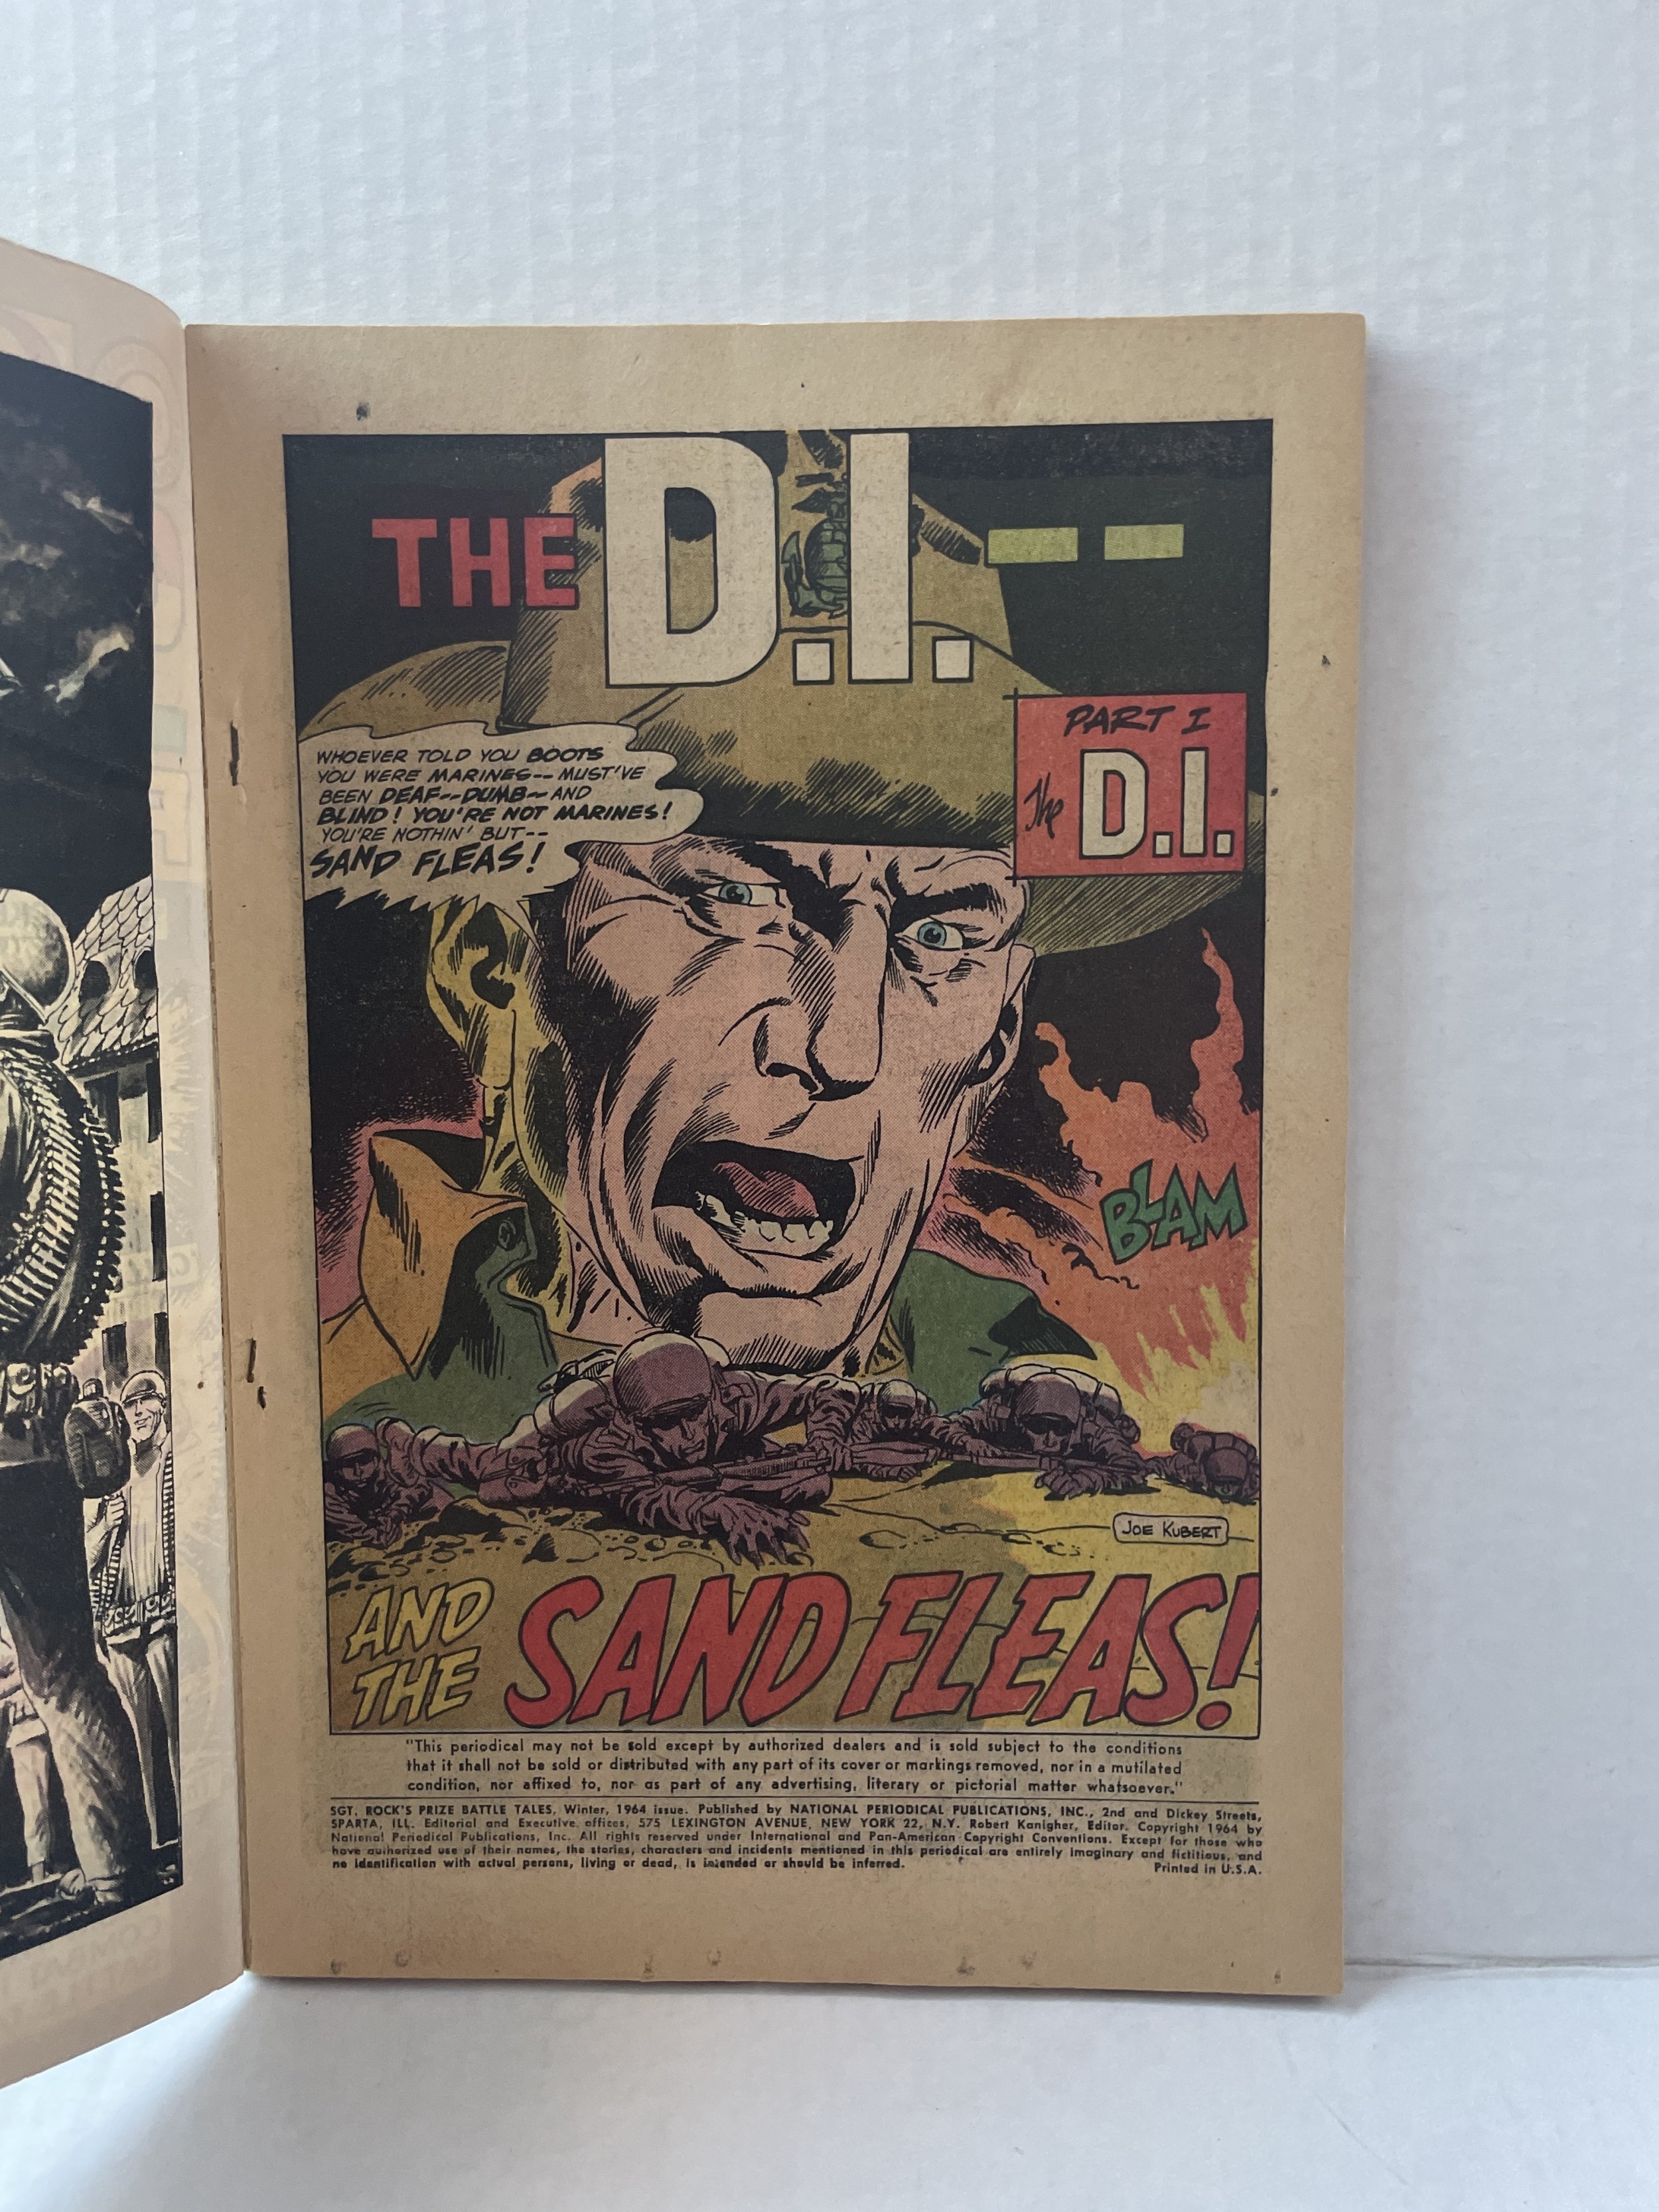 THE D.I.--
PART I
The D.I.
WHOEVER TOLD YOU BOOTS
YOU WERE MARINES-- MUST'VE
BEEN DEAF--DUMB--AND
BLIND! YOU'RE NOT MARINES!
YOU'RE NOTHIN' BUT--
SAND FLEAS!
BLAM
JOE KUBERT
AND
THE
SAND FLEAS!
"This periodical may not be sold except by authorized dealers and is sold subject to the conditions
that it shall not be sold or distributed with any part of its cover or markings removed, nor in a mutilated
condition, nor affixed to, nor as part of any advertising, literary or pictorial matter whatsoever."
SGT. ROCK'S PRIZE BATTLE TALES, Winter, 1964 issue. Published by NATIONAL PERIODICAL PUBLICATIONS, INC., 2nd and Dickey Streets,
SPARTA, ILL. Editorial and Executive offices, 575 LEXINGTON AVENUE, NEW YORK 22, N.Y. Robert Kanigher, Editor. Copyright 1964 by
National Periodical Publications, Inc. All rights reserved under International and Pan-American Copyright Conventions. Except for those who
have authorized use of their names, the stories, characters and incidents mentioned in this periodical are entirely imaginary and fictitious, and
no identification with actual persons, living or dead, is intended or should be inferred.
Printed in U.S.A.